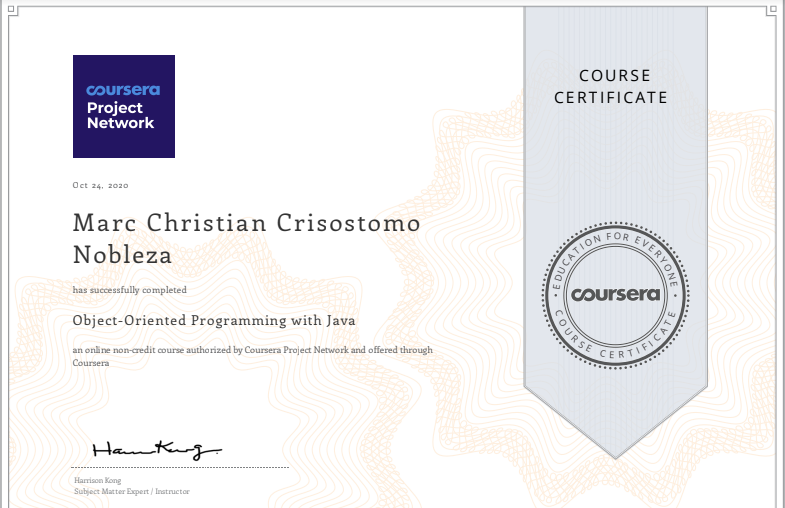 coursera
Project
Network
COURSE
CERTIFICATE
Oct 24, 2020
Marc Christian Crisostomo
Nobleza
has successfully completed
Object-Oriented Programming with Java
an online non-credit course authorized by Coursera Project Network and offered through
Coursera
EDUCATION FOR EVERYONE
coursera
COURSE CERTIFICATE
Harrison Kong
Subject Matter Expert / Instructor